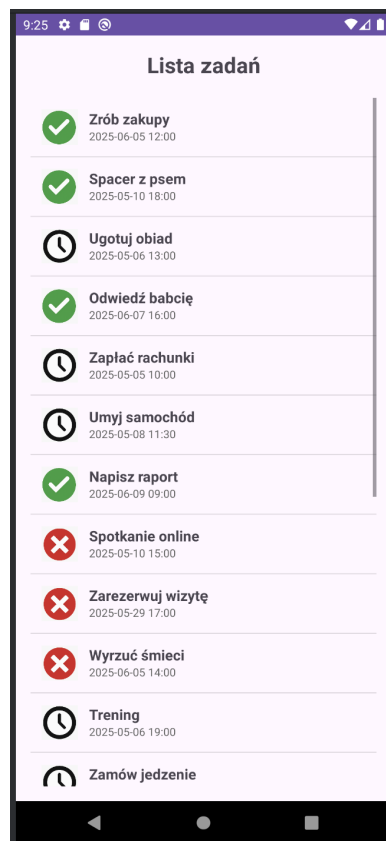 9:25
Lista zadań
Zrób zakupy
2025-06-05 12:00
Spacer z psem
2025-05-10 18:00
Ugotuj obiad
2025-05-06 13:00
Odwiedź babcię
2025-06-07 16:00
Zapłać rachunki
2025-05-05 10:00
Umyj samochód
2025-05-08 11:30
Napisz raport
2025-06-09 09:00
Spotkanie online
2025-05-10 15:00
Zarezerwuj wizytę
2025-05-29 17:00
Wyrzuć śmieci
2025-06-05 14:00
Trening
2025-05-06 19:00
Zamów jedzenie